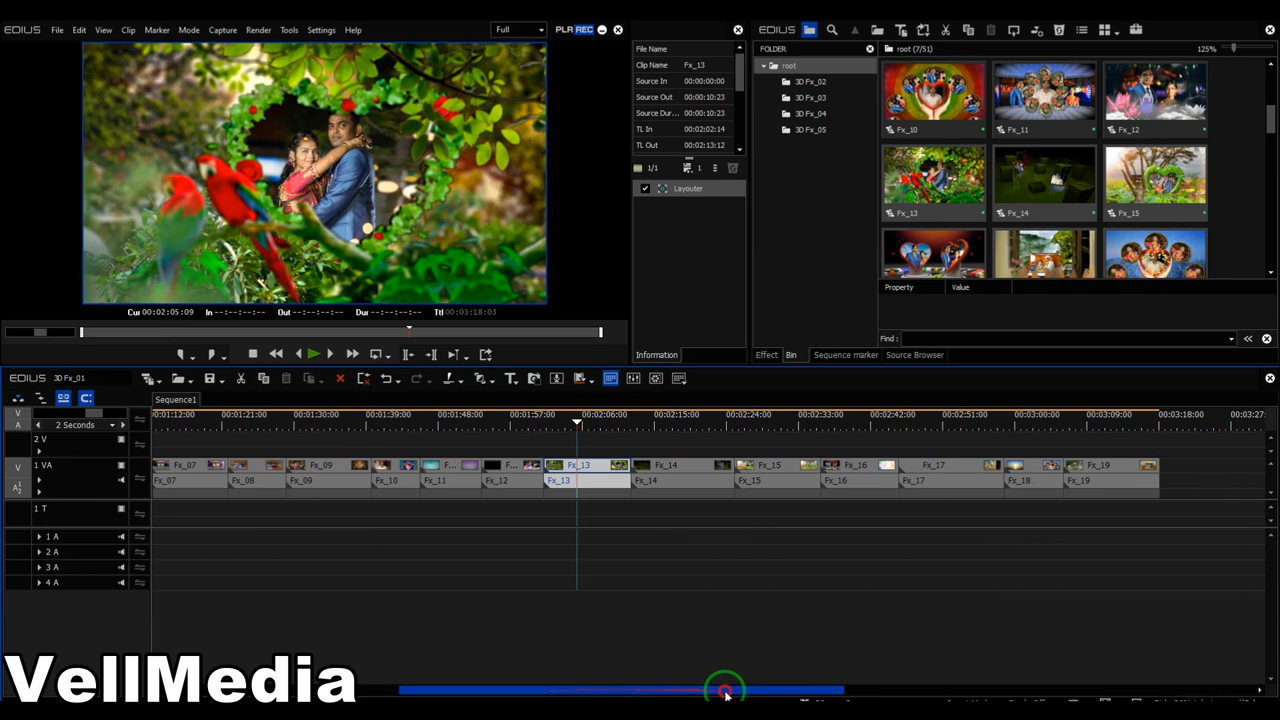 EDIUS File Edit View Clip Marker Mode Capture Render Tools Settings Help Full PLR REC
Cur 00:02:05:09 In --:--:--:-- Out --:--:--:-- Dur --:--:--:-- Ttl 00:03:18:03
File Name
Clip Name Fx_13
Source In 00:00:00:00
Source Out 00:00:10:23
Source Dur... 00:00:10:23
TL In 00:02:02:14
TL Out 00:02:13:12
1/1 1
Layouter
Information
EDIUS
FOLDER
root
3D Fx_02
3D Fx_03
3D Fx_04
3D Fx_05
root (7/51) 125%
Fx_10 Fx_11 Fx_12
Fx_13 Fx_14 Fx_15
Property Value
Find :
Effect Bin Sequence marker Source Browser
EDIUS 3D Fx_01
Sequence1
V
A
2 Seconds
00:01:12:00 00:01:21:00 00:01:30:00 00:01:39:00 00:01:48:00 00:01:57:00 00:02:06:00 00:02:15:00 00:02:24:00 00:02:33:00 00:02:42:00 00:02:51:00 00:03:00:00 00:03:09:00 00:03:18:00 00:03:27:
2 V
V 1 VA Fx_07 Fx_08 Fx_09 Fx_10 F... F... Fx_13 Fx_14 Fx_15 Fx_16 Fx_17 Fx_18 Fx_19
A1 Fx_07 Fx_08 Fx_09 Fx_10 Fx_11 Fx_12 Fx_13 Fx_14 Fx_15 Fx_16 Fx_17 Fx_18 Fx_19
1 T
1 A
2 A
3 A
4 A
VellMedia